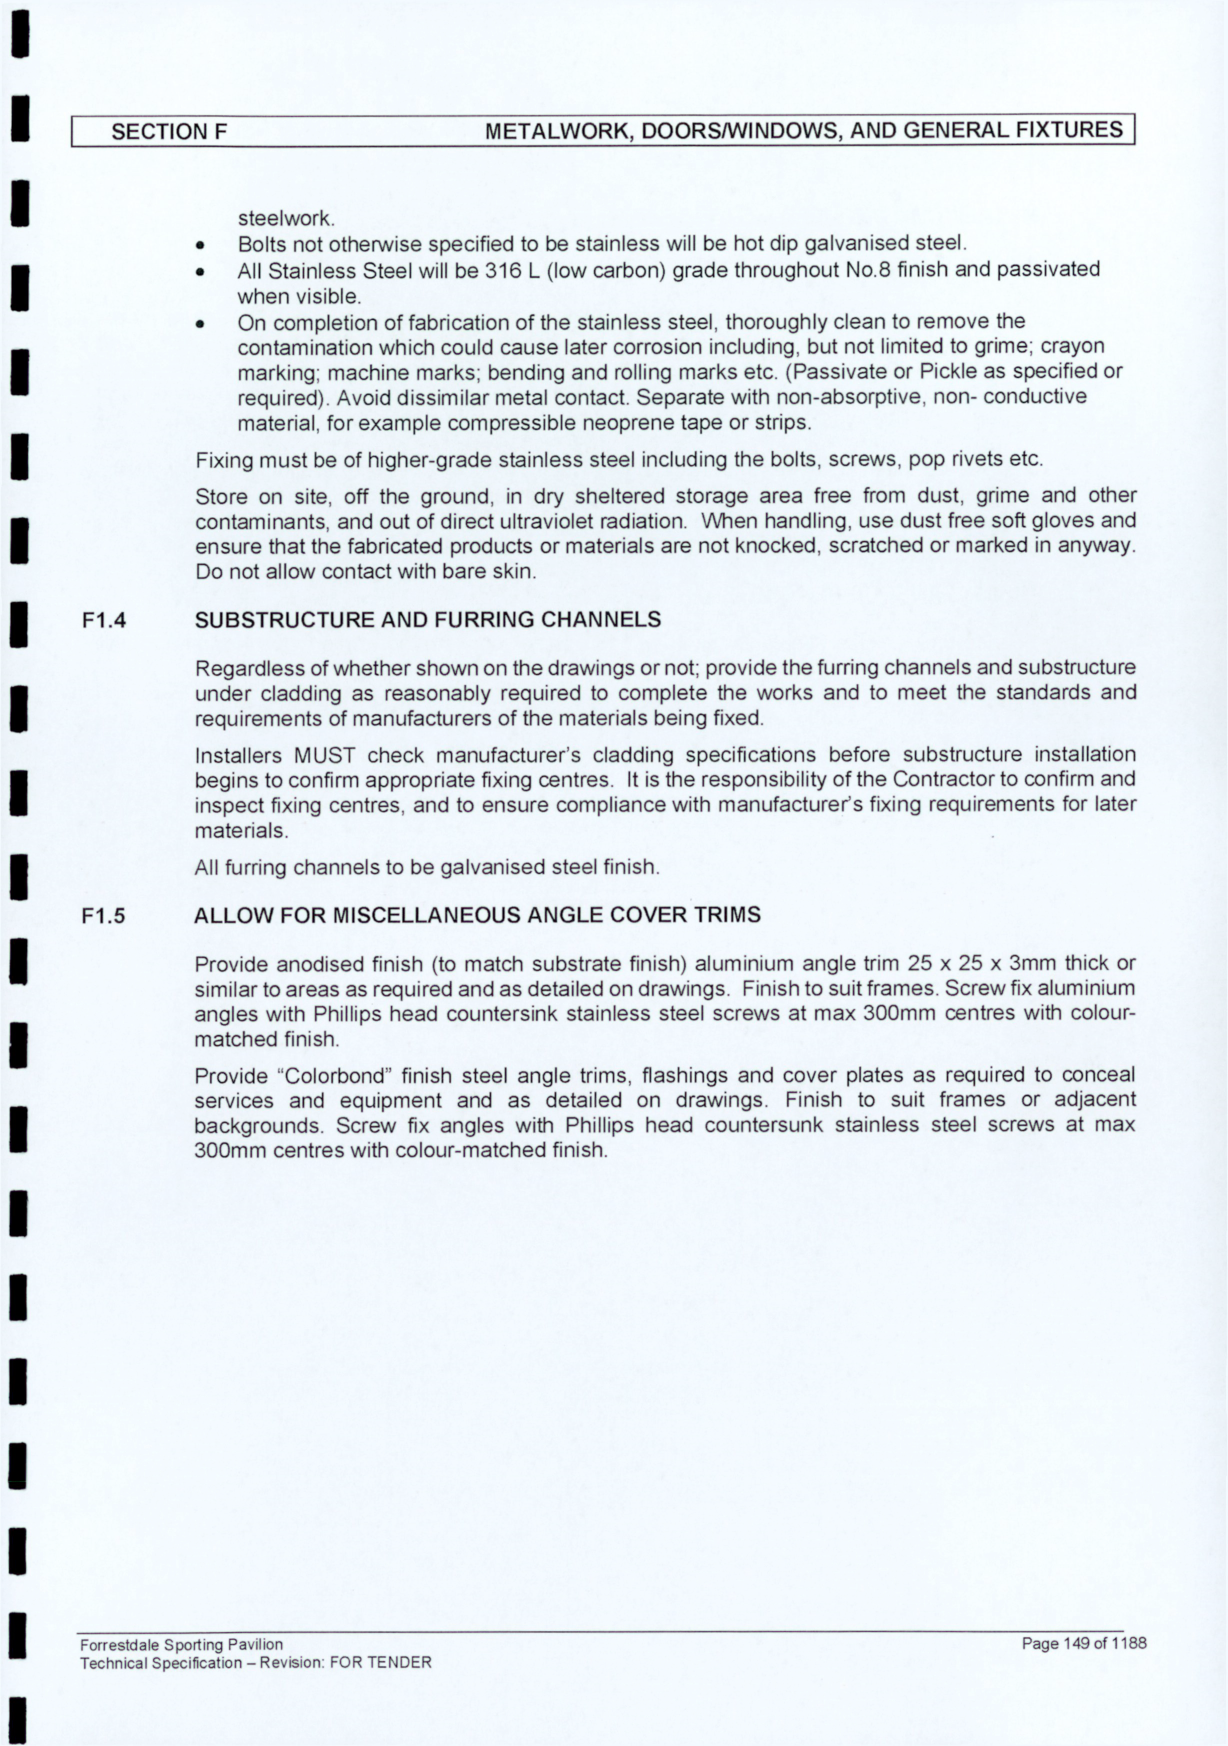 SECTION F METALWORK, DOORS/WINDOWS, AND GENERAL FIXTURES
steelwork.
• Bolts not otherwise specified to be stainless will be hot dip galvanised steel.
• All Stainless Steel will be 316 L (low carbon) grade throughout No.8 finish and passivated
when visible.
• On completion of fabrication of the stainless steel, thoroughly clean to remove the
contamination which could cause later corrosion including, but not limited to grime; crayon
marking; machine marks; bending and rolling marks etc. (Passivate or Pickle as specified or
required). Avoid dissimilar metal contact. Separate with non-absorptive, non- conductive
material, for example compressible neoprene tape or strips.
Fixing must be of higher-grade stainless steel including the bolts, screws, pop rivets etc.
Store on site, off the ground, in dry sheltered storage area free from dust, grime and other
contaminants, and out of direct ultraviolet radiation. When handling, use dust free soft gloves and
ensure that the fabricated products or materials are not knocked, scratched or marked in anyway.
Do not allow contact with bare skin.
F1.4 SUBSTRUCTURE AND FURRING CHANNELS
Regardless of whether shown on the drawings or not; provide the furring channels and substructure
under cladding as reasonably required to complete the works and to meet the standards and
requirements of manufacturers of the materials being fixed.
Installers MUST check manufacturer's cladding specifications before substructure installation
begins to confirm appropriate fixing centres. It is the responsibility of the Contractor to confirm and
inspect fixing centres, and to ensure compliance with manufacturer's fixing requirements for later
materials.
All furring channels to be galvanised steel finish.
F1.5 ALLOW FOR MISCELLANEOUS ANGLE COVER TRIMS
Provide anodised finish (to match substrate finish) aluminium angle trim 25 x 25 x 3mm thick or
similar to areas as required and as detailed on drawings. Finish to suit frames. Screw fix aluminium
angles with Phillips head countersink stainless steel screws at max 300mm centres with colour-
matched finish.
Provide “Colorbond” finish steel angle trims, flashings and cover plates as required to conceal
services and equipment and as detailed on drawings. Finish to suit frames or adjacent
backgrounds. Screw fix angles with Phillips head countersunk stainless steel screws at max
300mm centres with colour-matched finish.
Forrestdale Sporting Pavilion Page 149 of 1188
Technical Specification – Revision: FOR TENDER